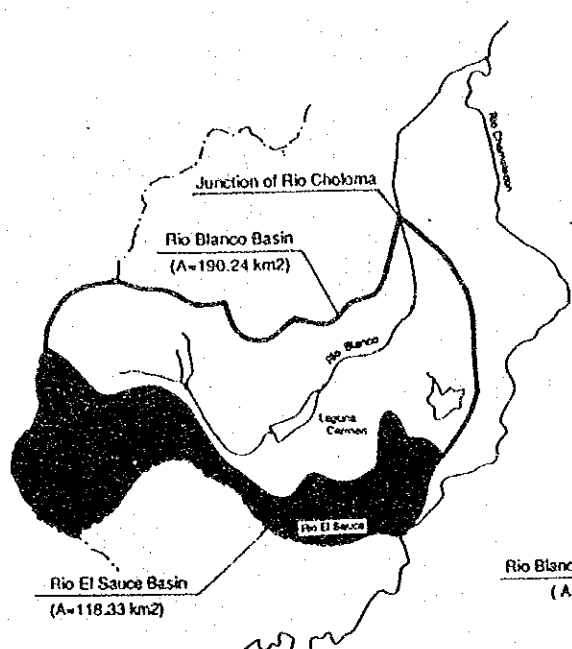 Junction of Rio Choloma
Rio Blanco Basin
(A=190.24 km2)
Rio Blanco
Laguna
Carmen
Rio El Sauce
Rio El Sauce Basin
(A=118.33 km2)
Rio Blanc
( A
Rio